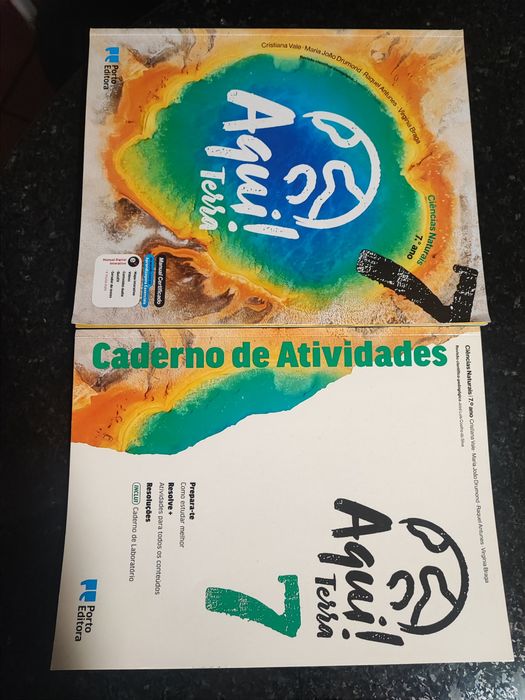 Cristiana Vale · Maria João Drumond · Raquel Antunes · Virgínia Braga
Aqui!
Terra
Ciências Naturais
7.º ano
7
Manual Certificado
Porto
Editora
Caderno de Atividades
Ciências Naturais | 7.º ano Cristiana Vale · Maria João Drumond · Raquel Antunes · Virgínia Braga
Aqui!
Terra
7
Prepara-te
Como estudar melhor
Resolve +
Atividades para todos os conteúdos
Resoluções
INCLUI Caderno de Laboratório
Porto
Editora